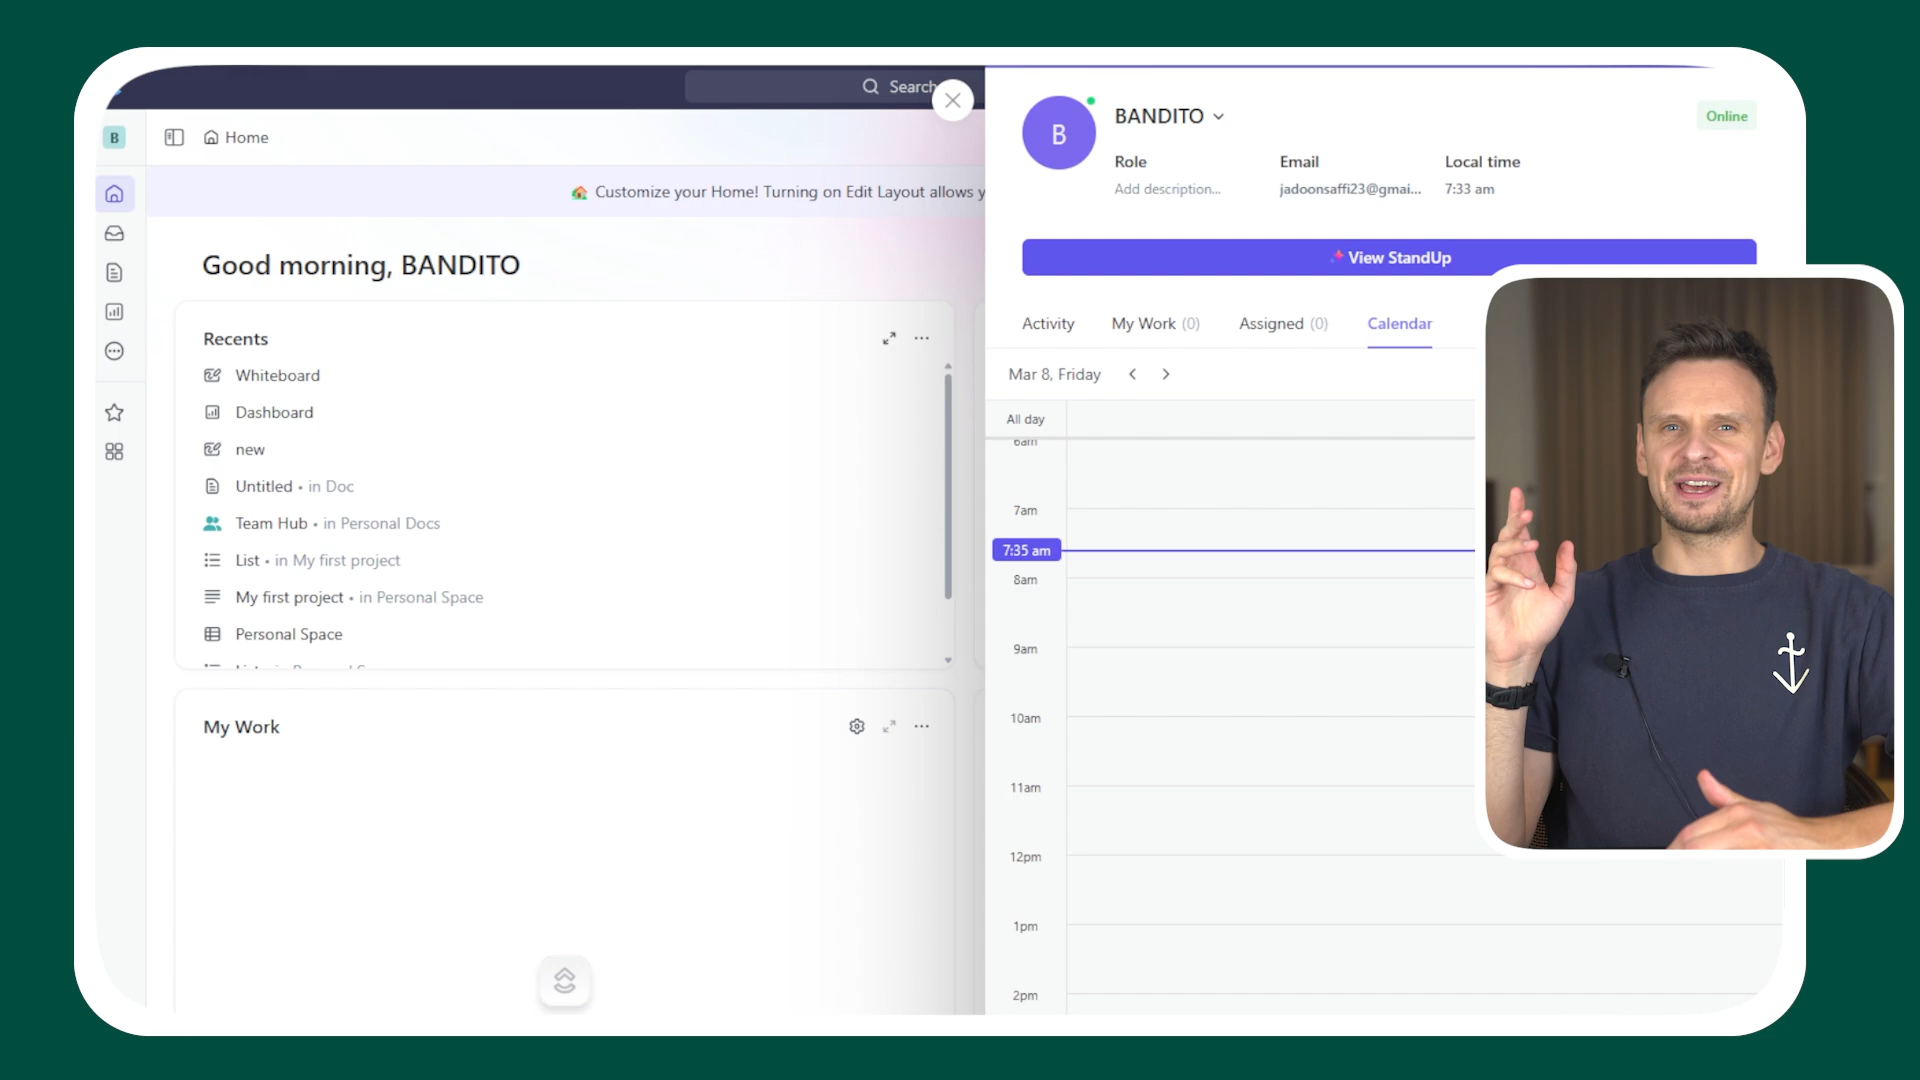 Search
B
Home
Customize your Home! Turning on Edit Layout allows y
Good morning, BANDITO
Recents
Whiteboard
Dashboard
new
Untitled • in Doc
Team Hub • in Personal Docs
List • in My first project
My first project • in Personal Space
Personal Space
My Work
B
BANDITO
Online
Role
Email
Local time
Add description...
jadoonsaffi23@gmai...
7:33 am
View StandUp
Activity
My Work (0)
Assigned (0)
Calendar
Mar 8, Friday
All day
6am
7am
7:35 am
8am
9am
10am
11am
12pm
1pm
2pm